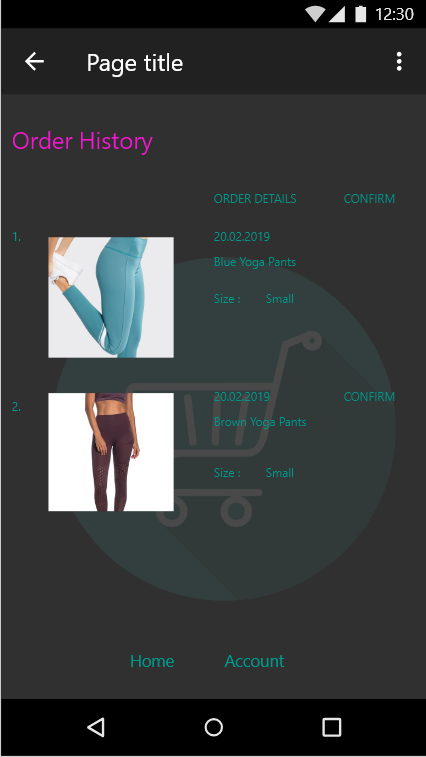 12:30
Page title
Order History
ORDER DETAILS CONFIRM
1. 20.02.2019
Blue Yoga Pants
Size : Small
2. 20.02.2019 CONFIRM
Brown Yoga Pants
Size : Small
Home Account